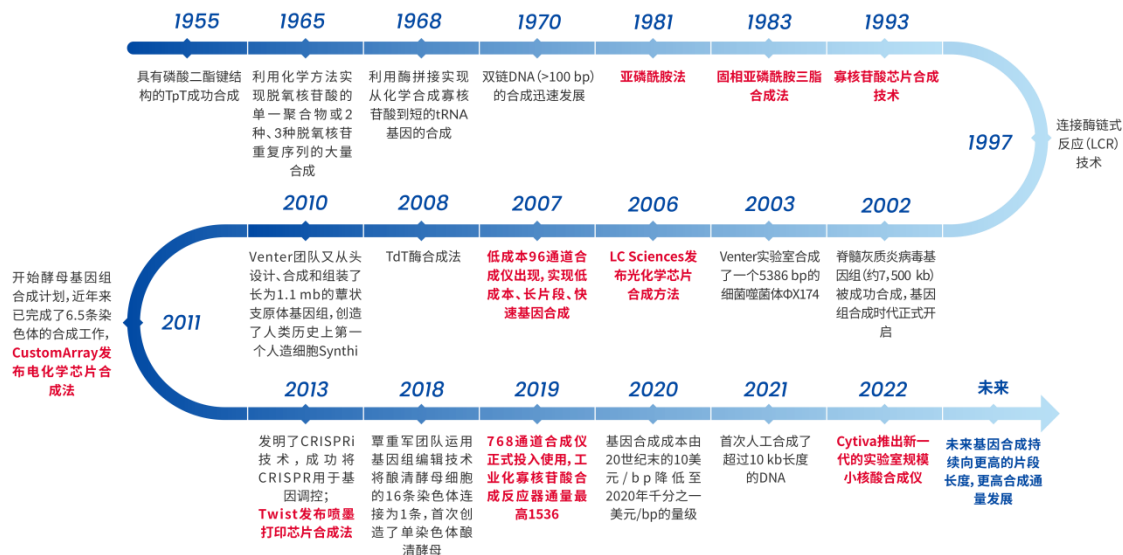 1955
具有磷酸二酯键结
构的TpT成功合成
1965
利用化学方法实
现脱氧核苷酸的
单一聚合物或2
种、3种脱氧核苷
重复序列的大量
合成
1968
利用酶拼接实现
从化学合成寡核
苷酸到短的tRNA
基因的合成
1970
双链DNA(>100 bp)
的合成迅速发展
1981
亚磷酰胺法
1983
固相亚磷酰胺三脂
合成法
1993
寡核苷酸芯片合成
技术
1997
连接酶链式
反应(LCR)
技术
2002
脊髓灰质炎病毒基
因组(约7,500 kb)
被成功合成,基因
组合成时代正式开
启
2003
Venter实验室合成
了一个5386 bp的
细菌噬菌体ΦX174
2006
LC Sciences发
布光化学芯片
合成方法
2007
低成本96通道合
成仪出现,实现低
成本、长片段、快
速基因合成
2008
TdT酶合成法
2010
Venter团队又从头
设计、合成和组装了
长为1.1 mb的蕈状
支原体基因组,创造
了人类历史上第一
个人造细胞Synthi
2011
开始酵母基因组
合成计划,近年来
已完成了6.5条染
色体的合成工作,
CustomArray发
布电化学芯片合
成法
2013
发明了CRISPRi
技术,成功将
CRISPR用于基
因调控;
Twist发布喷墨
打印芯片合成法
2018
覃重军团队运用
基因组编辑技术
将酿清酵母细胞
的16条染色体连
接为1条,首次创
造了单染色体酿
清酵母
2019
768通道合成仪
正式投入使用,工
业化寡核苷酸合
成反应器通量最
高1536
2020
基因合成成本由
20世纪末的10美
元/bp降低至
2020年千分之一
美元/bp的量级
2021
首次人工合成了
超过10 kb长度的
DNA
2022
Cytiva推出新一
代的实验室规模
小核酸合成仪
未来
未来基因合成持
续向更高的片段
长度,更高合成通
量发展